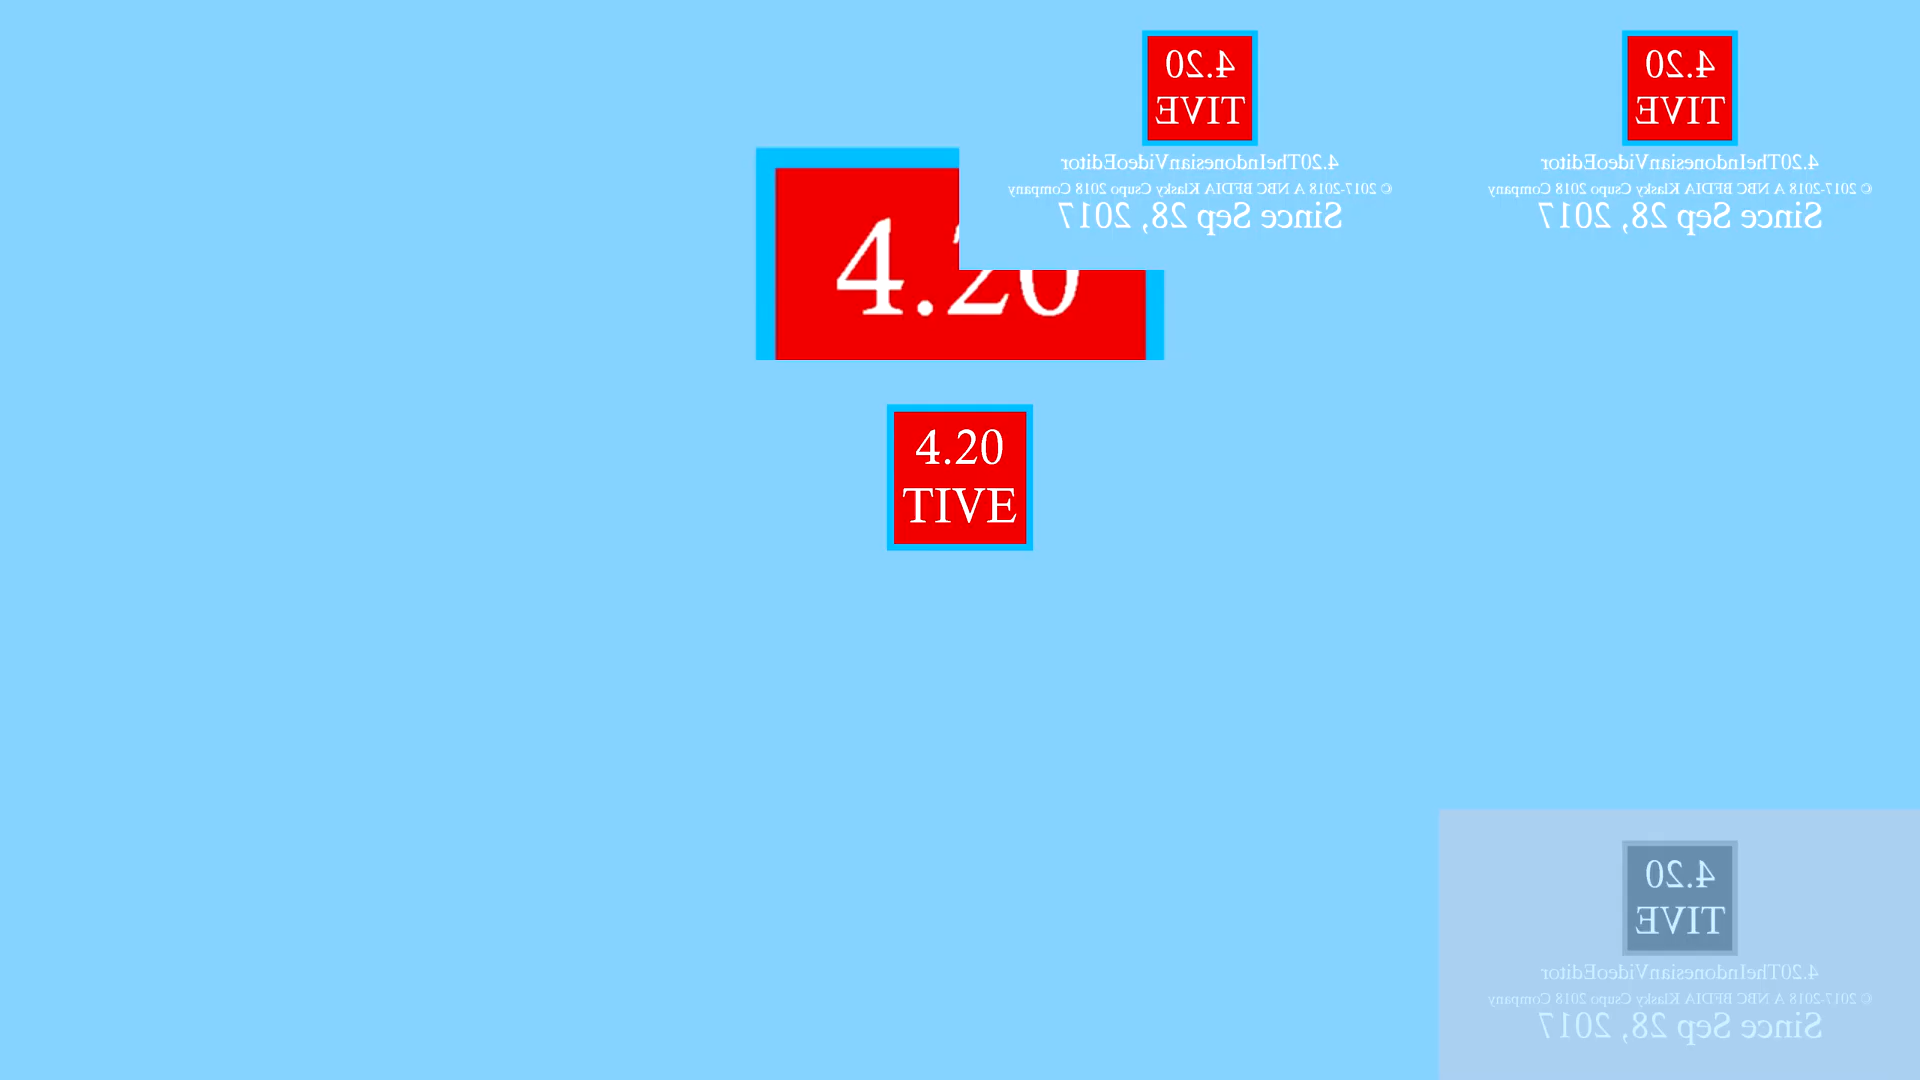 4.20
TIVE
4.20TheIndonesianVideoEditor
© 2017-2018 A NBC BFDIA Klasky Csupo 2018 Company
Since Sep 28, 2017
4.20
TIVE
4.20TheIndonesianVideoEditor
© 2017-2018 A NBC BFDIA Klasky Csupo 2018 Company
Since Sep 28, 2017
4.20
4.20
TIVE
4.20
TIVE
4.20TheIndonesianVideoEditor
© 2017-2018 A NBC BFDIA Klasky Csupo 2018 Company
Since Sep 28, 2017